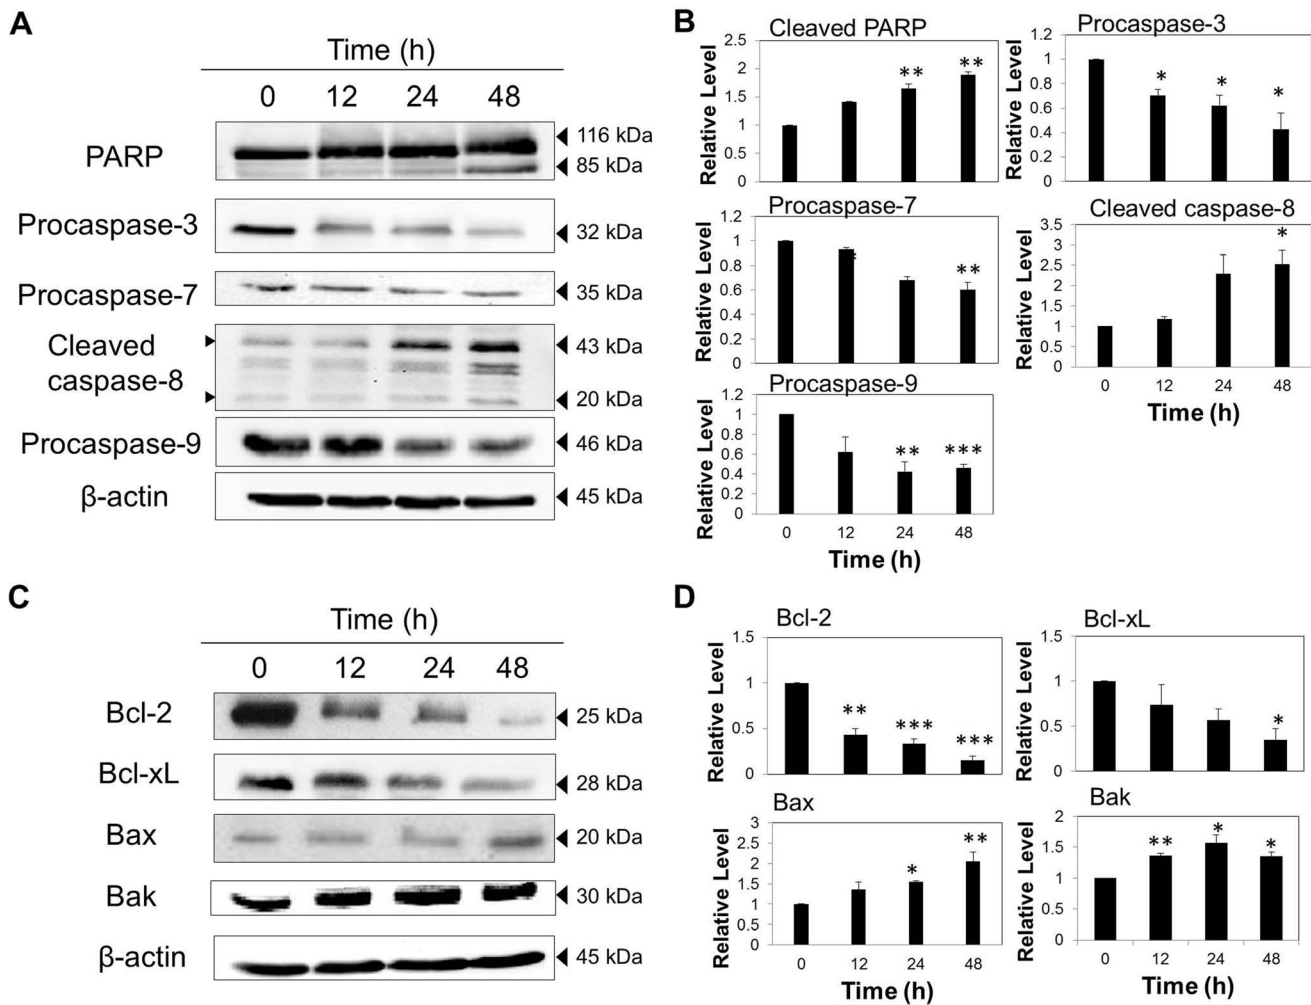 A
Time (h)
0 12 24 48
PARP
116 kDa
85 kDa
Procaspase-3
32 kDa
Procaspase-7
35 kDa
Cleaved
caspase-8
43 kDa
20 kDa
Procaspase-9
46 kDa
β-actin
45 kDa
B
Cleaved PARP
Relative Level
2.5
2
1.5
1
0.5
0
** **
Procaspase-3
Relative Level
1.2
1
0.8
0.6
0.4
0.2
0
* * *
Procaspase-7
Relative Level
1.2
1
0.8
0.6
0.4
0.2
0
**
Cleaved caspase-8
Relative Level
3.5
3
2.5
2
1.5
1
0.5
0
*
0 12 24 48
Time (h)
Procaspase-9
Relative Level
1.2
1
0.8
0.6
0.4
0.2
0
** ***
0 12 24 48
Time (h)
C
Time (h)
0 12 24 48
Bcl-2
25 kDa
Bcl-xL
28 kDa
Bax
20 kDa
Bak
30 kDa
β-actin
45 kDa
D
Bcl-2
Relative Level
1.5
1
0.5
0
** *** ***
Bcl-xL
Relative Level
1.5
1
0.5
0
*
Bax
Relative Level
3
2.5
2
1.5
1
0.5
0
* **
0 12 24 48
Time (h)
Bak
Relative Level
2
1.5
1
0.5
0
** * *
0 12 24 48
Time (h)